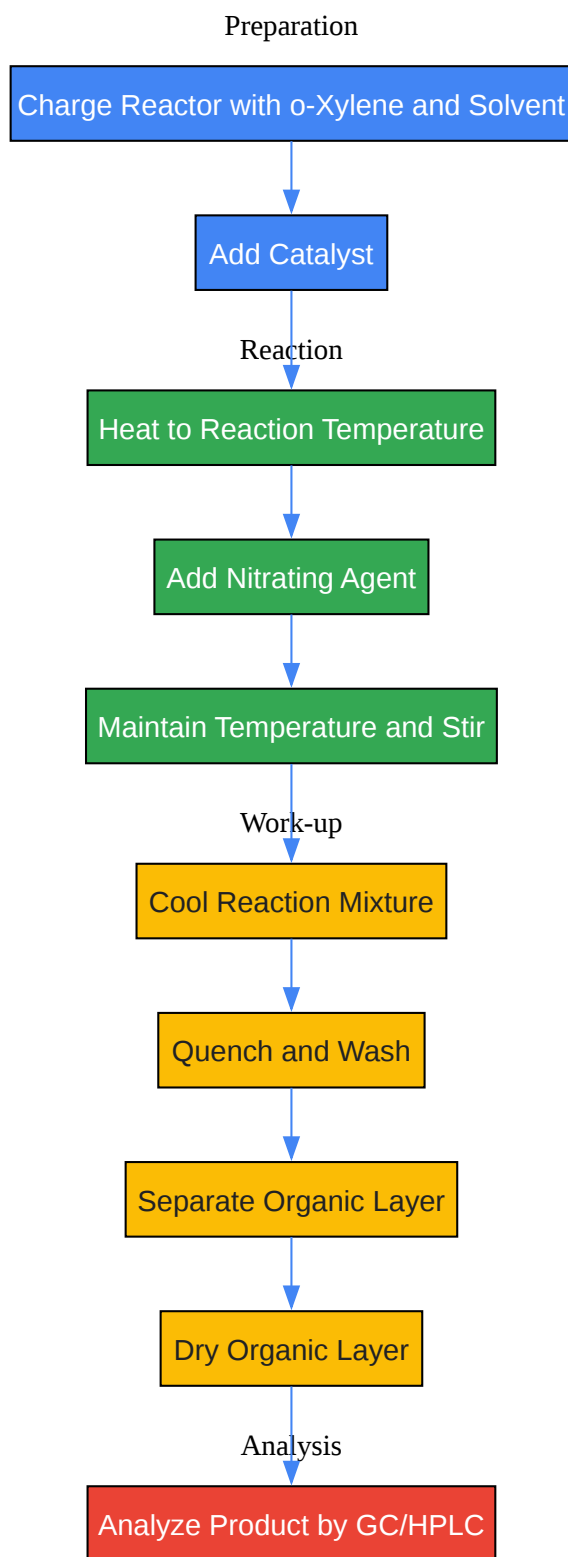 Preparation
Charge Reactor with o-Xylene and Solvent
Add Catalyst
Reaction
Heat to Reaction Temperature
Add Nitrating Agent
Maintain Temperature and Stir
Work-up
Cool Reaction Mixture
Quench and Wash
Separate Organic Layer
Dry Organic Layer
Analysis
Analyze Product by GC/HPLC